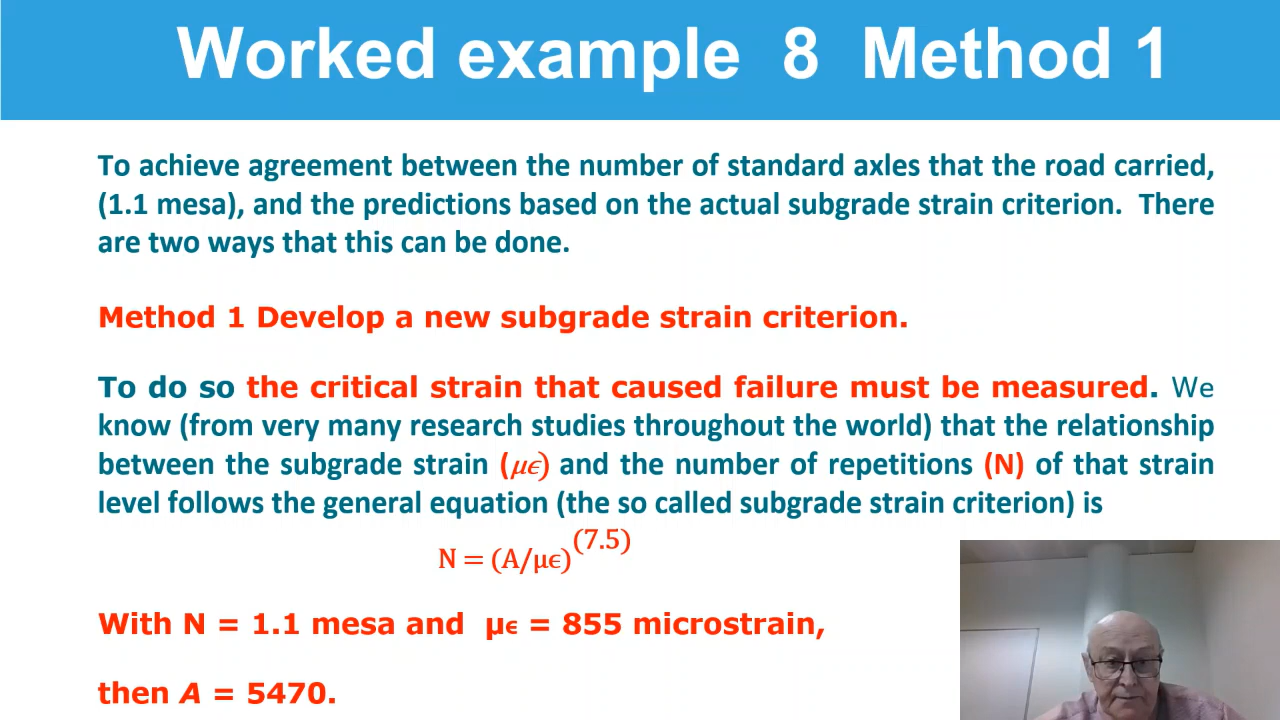 Worked example 8 Method 1
To achieve agreement between the number of standard axles that the road carried,
(1.1 mesa), and the predictions based on the actual subgrade strain criterion. There
are two ways that this can be done.
Method 1 Develop a new subgrade strain criterion.
To do so the critical strain that caused failure must be measured. We
know (from very many research studies throughout the world) that the relationship
between the subgrade strain (μϵ) and the number of repetitions (N) of that strain
level follows the general equation (the so called subgrade strain criterion) is
N = (A/μϵ)^(7.5)
With N = 1.1 mesa and μϵ = 855 microstrain,
then A = 5470.